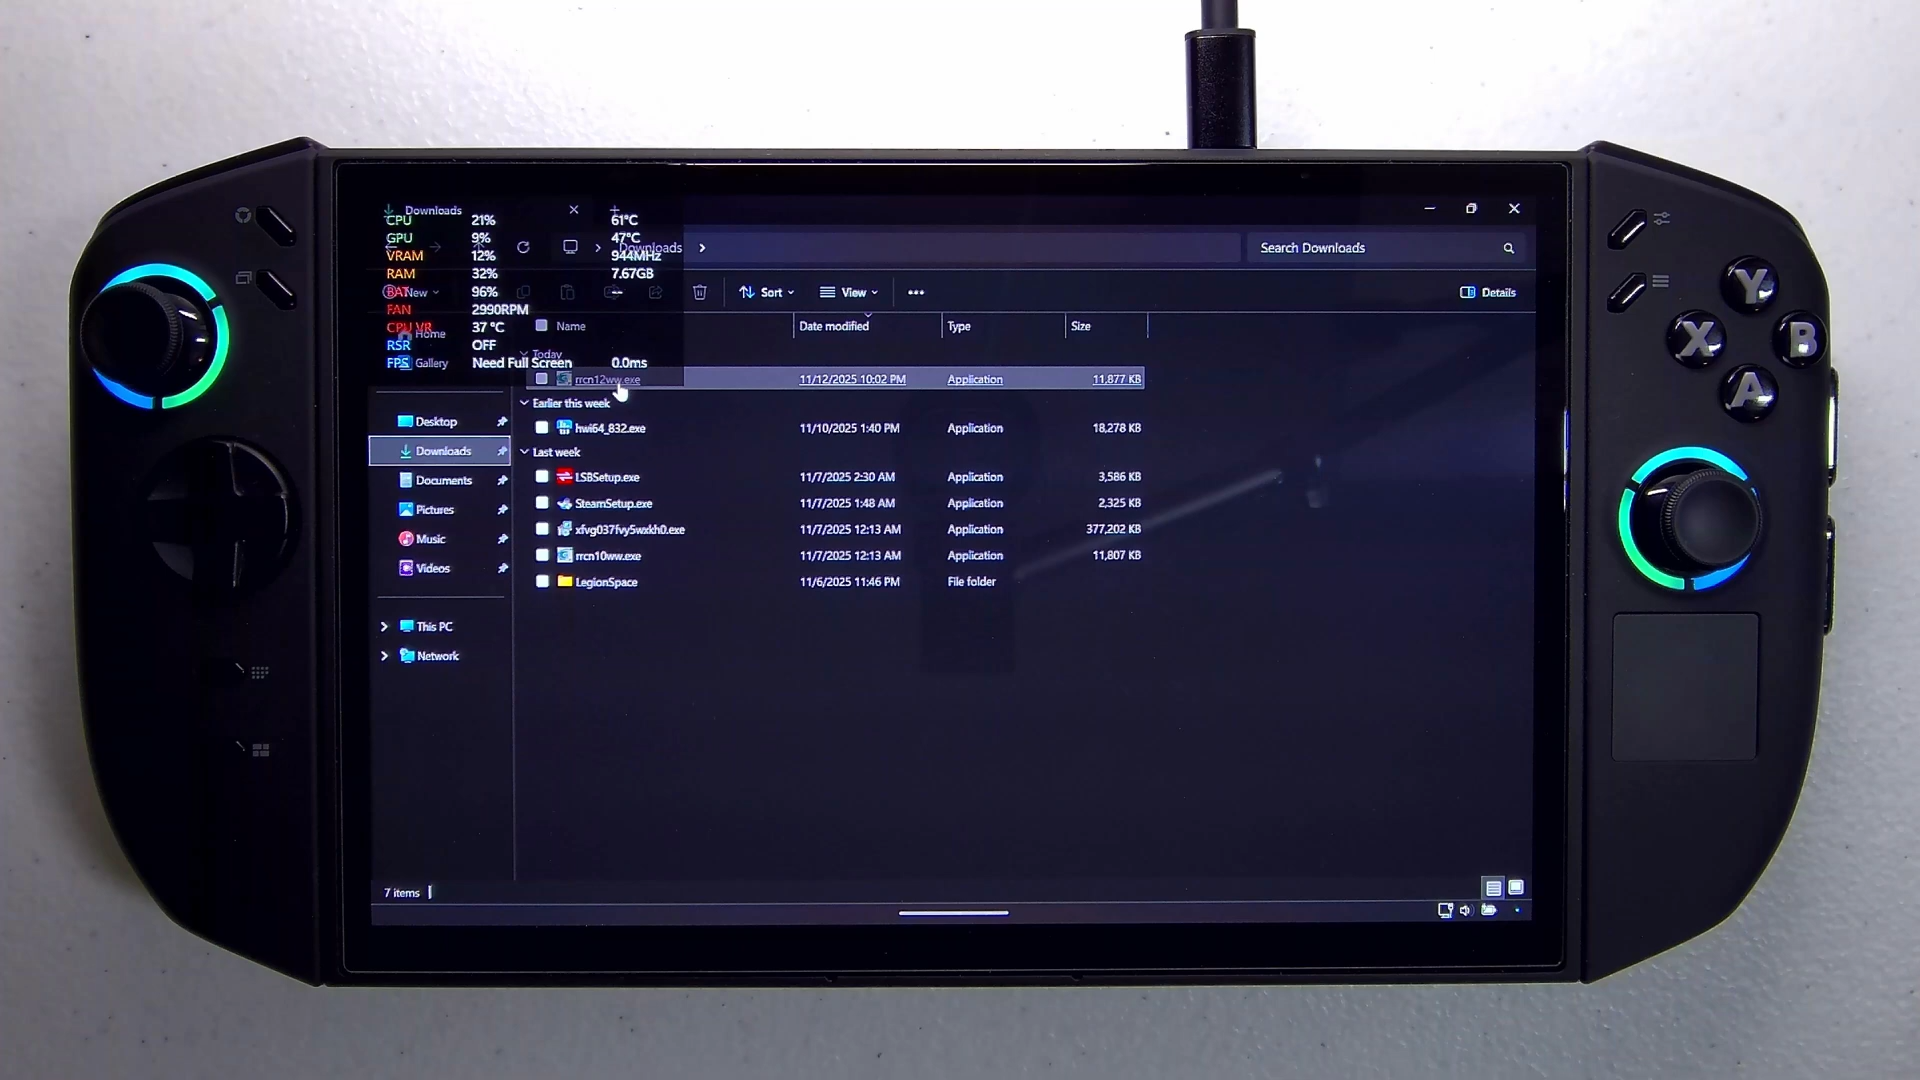 Downloads
CPU 21% 61°C
GPU 9% 47°C
VRAM 12% 944MHz
RAM 32% 7.67GB
BAT 96% --
FAN 2990RPM
CPU VR 37 °C
RSR OFF
FPS Need Full Screen 0.0ms
Downloads
Search Downloads
New
Sort
View
Details
Name Date modified Type Size
Today
rrcn12ww.exe 11/12/2025 10:02 PM Application 11,877 KB
Earlier this week
hwi64_832.exe 11/10/2025 1:40 PM Application 18,278 KB
Last week
LSBSetup.exe 11/7/2025 2:30 AM Application 3,586 KB
SteamSetup.exe 11/7/2025 1:48 AM Application 2,325 KB
xfvg037fvy5wxkh0.exe 11/7/2025 12:13 AM Application 377,202 KB
rrcn10ww.exe 11/7/2025 12:13 AM Application 11,807 KB
LegionSpace 11/6/2025 11:46 PM File folder
Home
Gallery
Desktop
Downloads
Documents
Pictures
Music
Videos
This PC
Network
7 items
Y
X
B
A